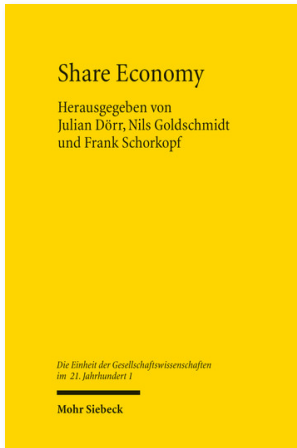 Share Economy
Herausgegeben von
Julian Dörr, Nils Goldschmidt
und Frank Schorkopf
Die Einheit der Gesellschaftswissenschaften
im 21. Jahrhundert 1
Mohr Siebeck